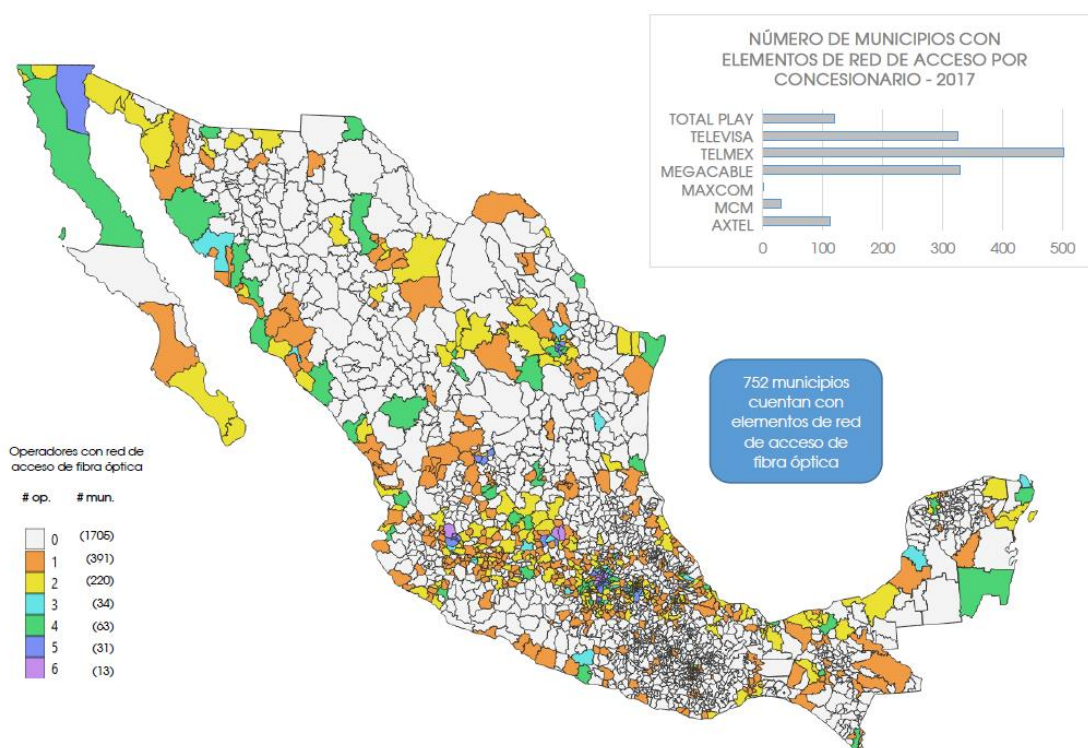 NÚMERO DE MUNICIPIOS CON
ELEMENTOS DE RED DE ACCESO POR
CONCESIONARIO - 2017
TOTAL PLAY
TELEVISA
TELMEX
MEGACABLE
MAXCOM
MCM
AXTEL
0 100 200 300 400 500
752 municipios
cuentan con
elementos de red
de acceso de
fibra óptica
Operadores con red de
acceso de fibra óptica
# op. # mun.
0 (1705)
1 (391)
2 (220)
3 (34)
4 (63)
5 (31)
6 (13)